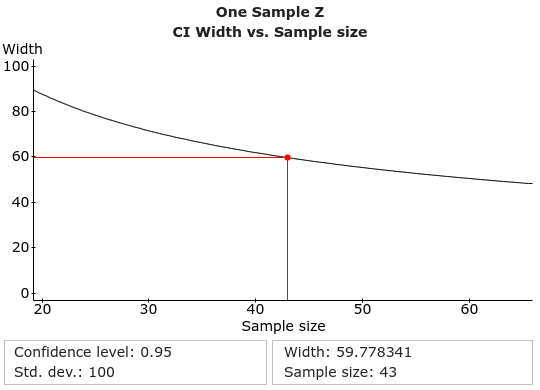 One Sample Z
CI Width vs. Sample size
Width
100
80
60
40
20
0
20 30 40 50 60
Sample size
Confidence level: 0.95
Std. dev.: 100
Width: 59.778341
Sample size: 43